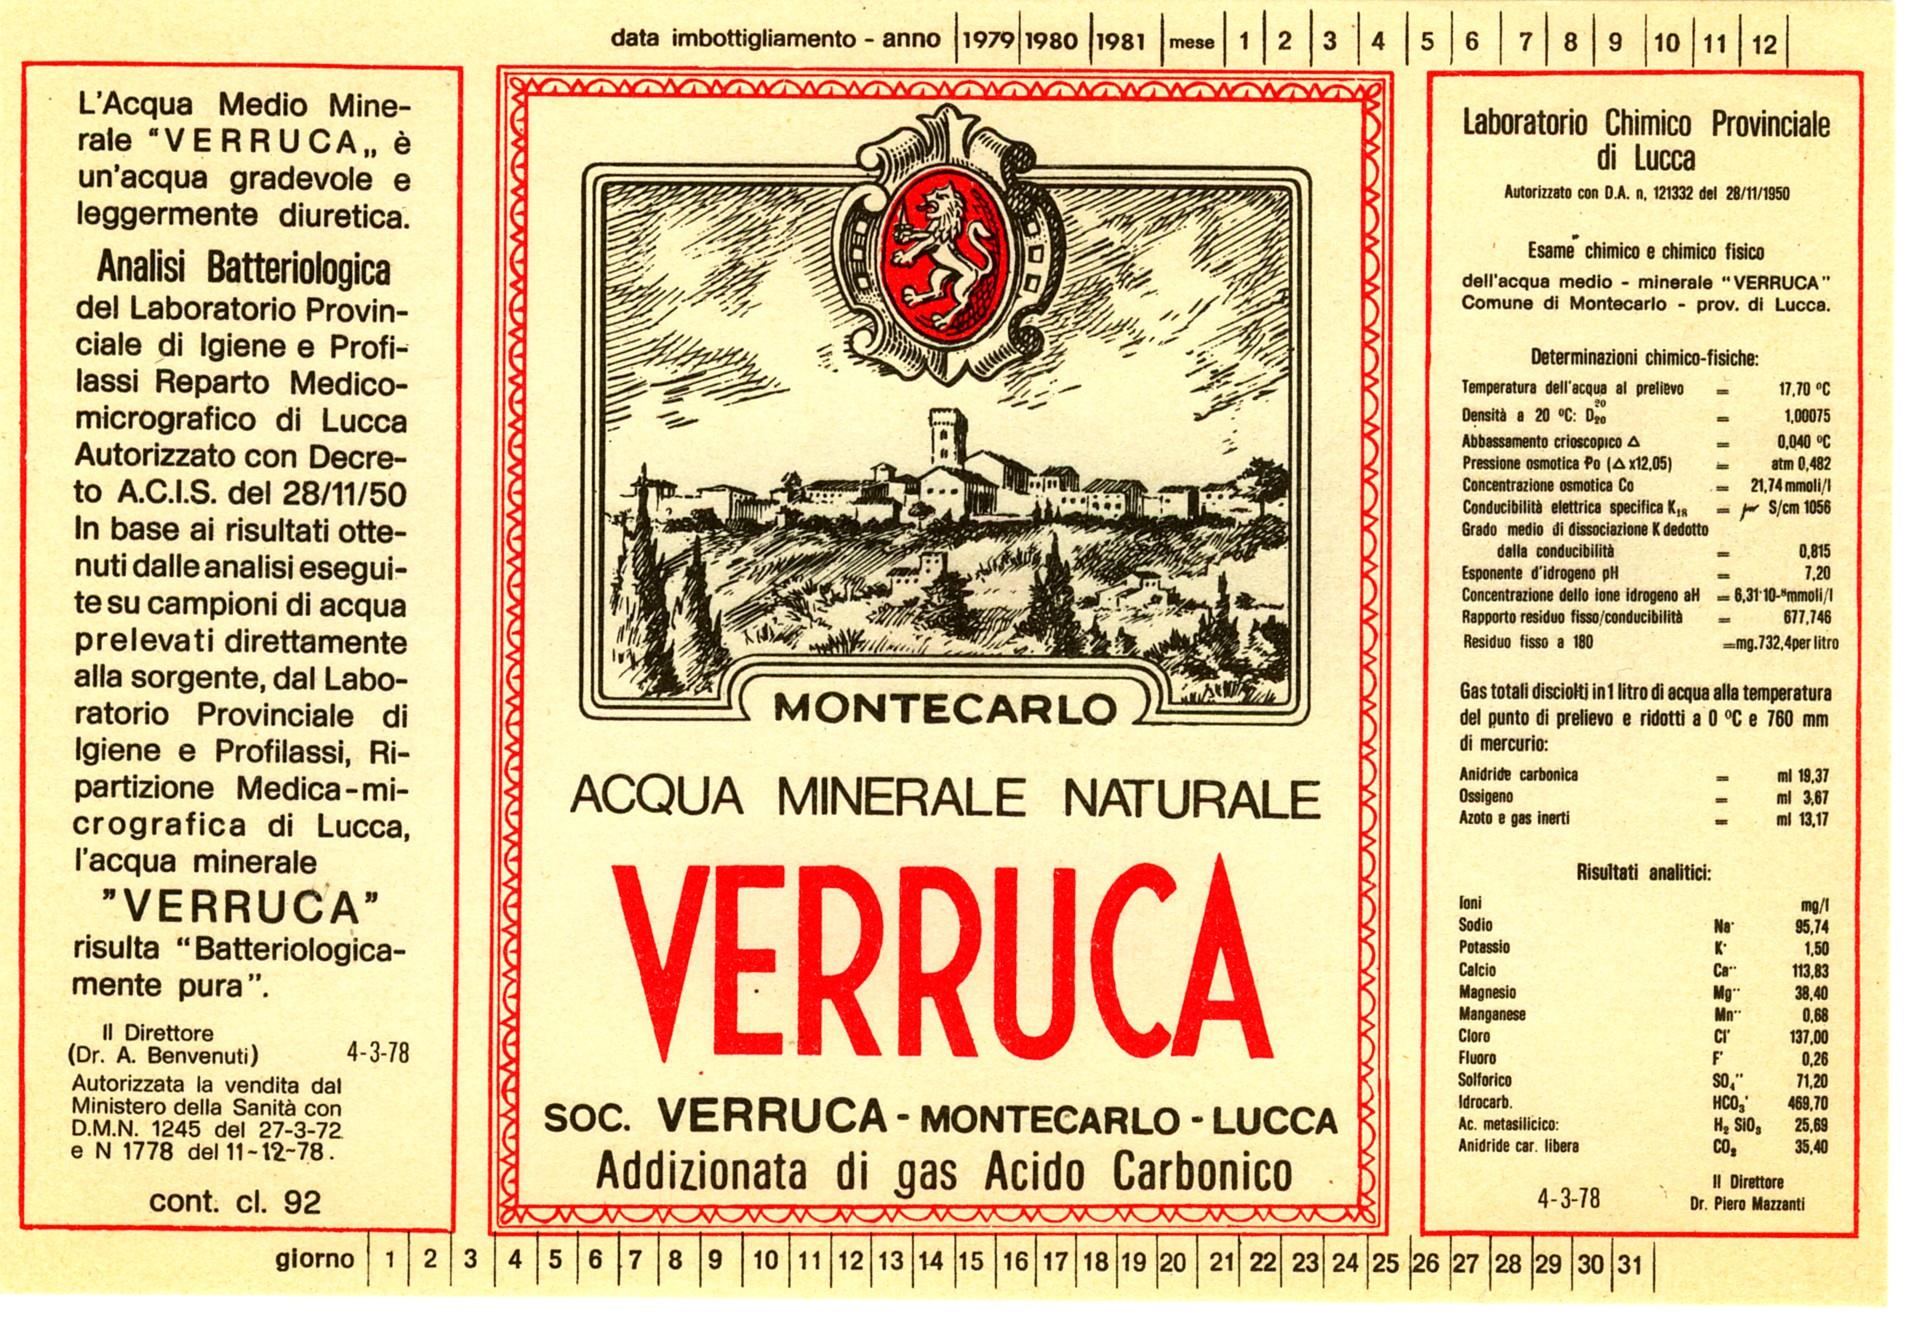 data imbottigliamento - anno 1979 1980 1981 mese 1 2 3 4 5 6 7 8 9 10 11 12
L'Acqua Medio Mine-
rale “VERRUCA„ è
un'acqua gradevole e
leggermente diuretica.
Analisi Batteriologica
del Laboratorio Provin-
ciale di Igiene e Profi-
lassi Reparto Medico-
micrografico di Lucca
Autorizzato con Decre-
to A.C.I.S. del 28/11/50
In base ai risultati otte-
nuti dalle analisi esegui-
te su campioni di acqua
prelevati direttamente
alla sorgente, dal Labo-
ratorio Provinciale di
Igiene e Profilassi, Ri-
partizione Medica-mi-
crografica di Lucca,
l'acqua minerale
”VERRUCA”
risulta “Batteriologica-
mente pura”.
Il Direttore
(Dr. A. Benvenuti) 4-3-78
Autorizzata la vendita dal
Ministero della Sanità con
D.M.N. 1245 del 27-3-72
e N 1778 del 11-12-78.
cont. cl. 92
MONTECARLO
ACQUA MINERALE NATURALE
VERRUCA
SOC. VERRUCA - MONTECARLO - LUCCA
Addizionata di gas Acido Carbonico
Laboratorio Chimico Provinciale
di Lucca
Autorizzato con D.A. n, 121332 del 28/11/1950
Esame chimico e chimico fisico
dell'acqua medio - minerale “VERRUCA”
Comune di Montecarlo - prov. di Lucca.
Determinazioni chimico-fisiche:
Temperatura dell'acqua al prelievo = 17,70 ºC
Densità a 20 ºC: D 20 20 = 1,00075
Abbassamento crioscopico Δ = 0,040 ºC
Pressione osmotica Po (Δ x12,05) = atm 0,482
Concentrazione osmotica Co = 21,74 mmoli/l
Conducibilità elettrica specifica K₁₈ = µ S/cm 1056
Grado medio di dissociazione K dedotto
dalla conducibilità = 0,815
Esponente d'idrogeno pH = 7,20
Concentrazione dello ione idrogeno aH = 6,31·10-⁸mmoli/l
Rapporto residuo fisso/conducibilità = 677,746
Residuo fisso a 180 =mg.732,4per litro
Gas totali disciolti in 1 litro di acqua alla temperatura
del punto di prelievo e ridotti a 0 ºC e 760 mm
di mercurio:
Anidride carbonica = ml 19,37
Ossigeno = ml 3,67
Azoto e gas inerti = ml 13,17
Risultati analitici:
Ioni mg/l
Sodio Na· 95,74
Potassio K· 1,50
Calcio Ca·· 113,83
Magnesio Mg·· 38,40
Manganese Mn·· 0,68
Cloro Cl' 137,00
Fluoro F' 0,26
Solforico SO₄'' 71,20
Idrocarb. HCO₃' 469,70
Ac. metasilicico: H₂ SiO₃ 25,69
Anidride car. libera CO₂ 35,40
4-3-78 Il Direttore
Dr. Piero Mazzanti
giorno 1 2 3 4 5 6 7 8 9 10 11 12 13 14 15 16 17 18 19 20 21 22 23 24 25 26 27 28 29 30 31